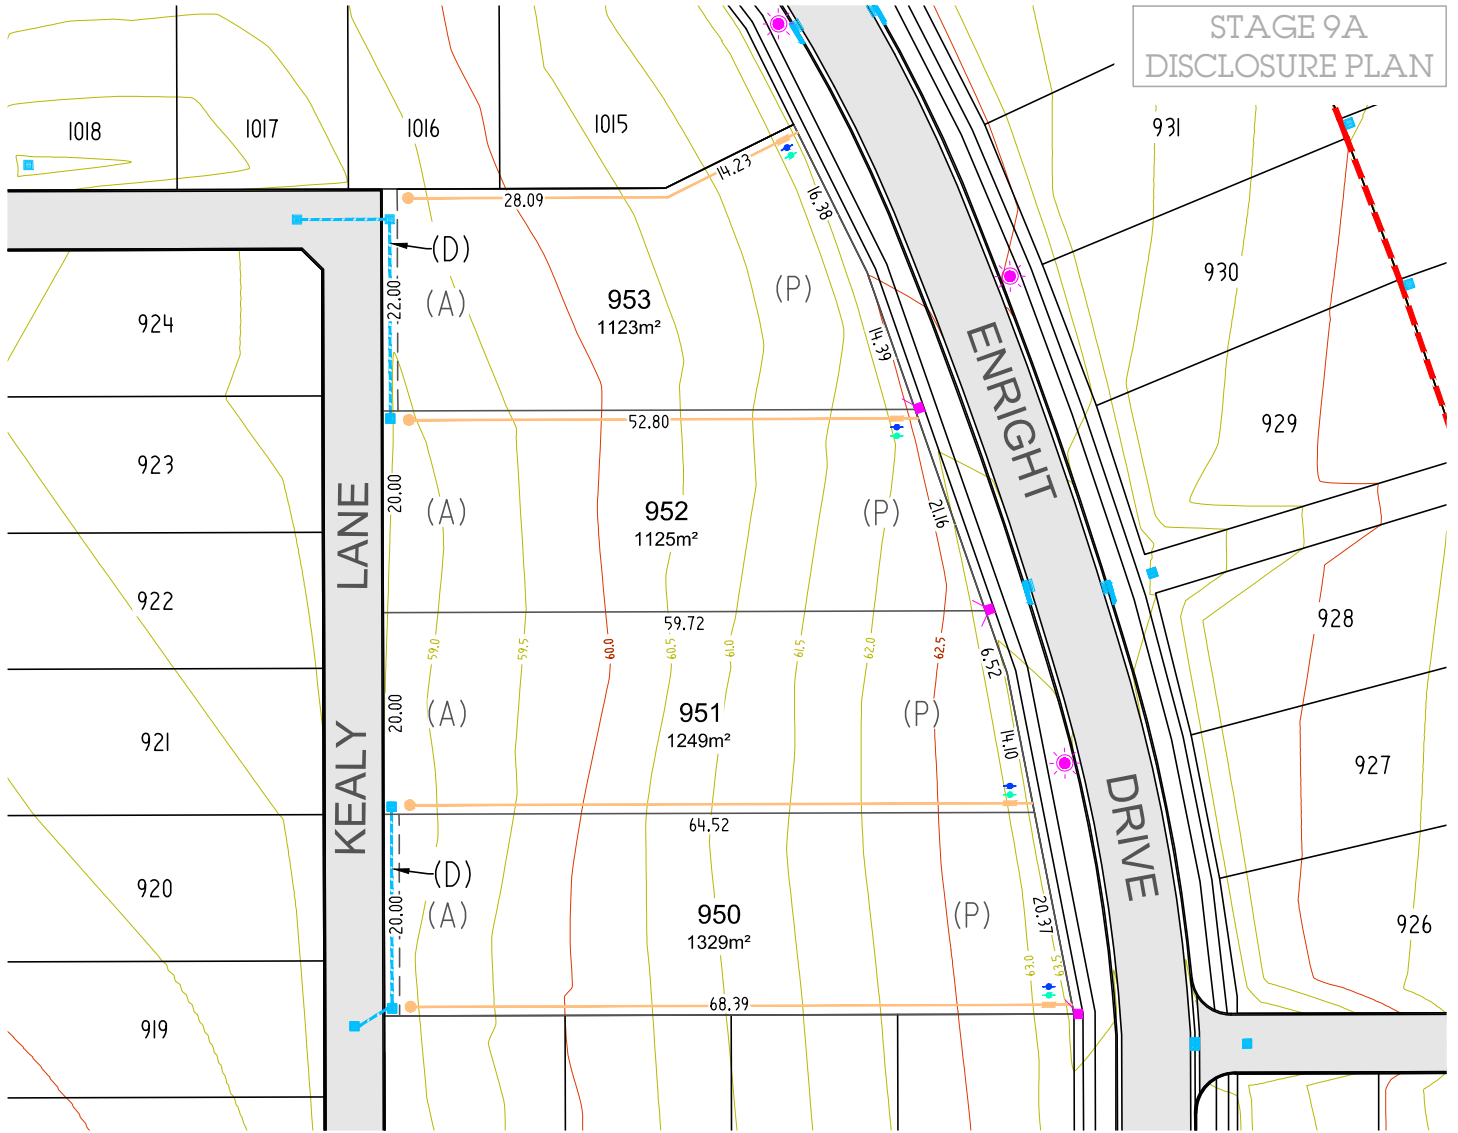 STAGE 9A
DISCLOSURE PLAN
1018
1017
1016
1015
931
14.23
28.09
16.38
(D)
930
22.00
(A)
953
1123m²
(P)
924
14.39
ENRIGHT
52.80
929
923
20.00
LANE
(A)
952
1125m²
(P)
21.16
922
928
59.72
59.0
59.5
60.0
60.5
61.0
61.5
62.0
62.5
6.52
921
20.00
(A)
951
1249m²
(P)
KEALY
14.10
927
DRIVE
64.52
920
(D)
20.00
(A)
950
1329m²
(P)
20.37
926
63.0
63.5
68.39
919